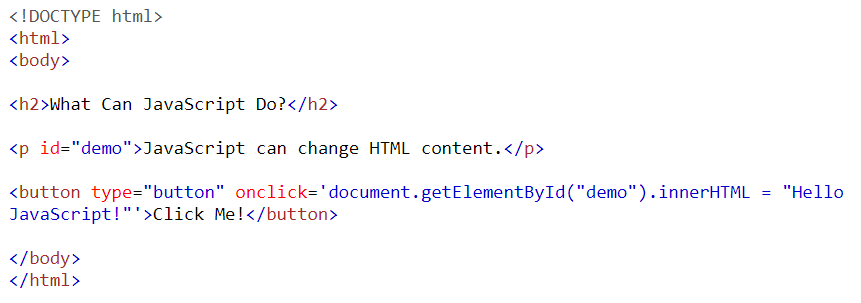 <!DOCTYPE html>
<html>
<body>
<h2>What Can JavaScript Do?</h2>
<p id="demo">JavaScript can change HTML content.</p>
<button type="button" onclick='document.getElementById("demo").innerHTML = "Hello
JavaScript!"'>Click Me!</button>
</body>
</html>